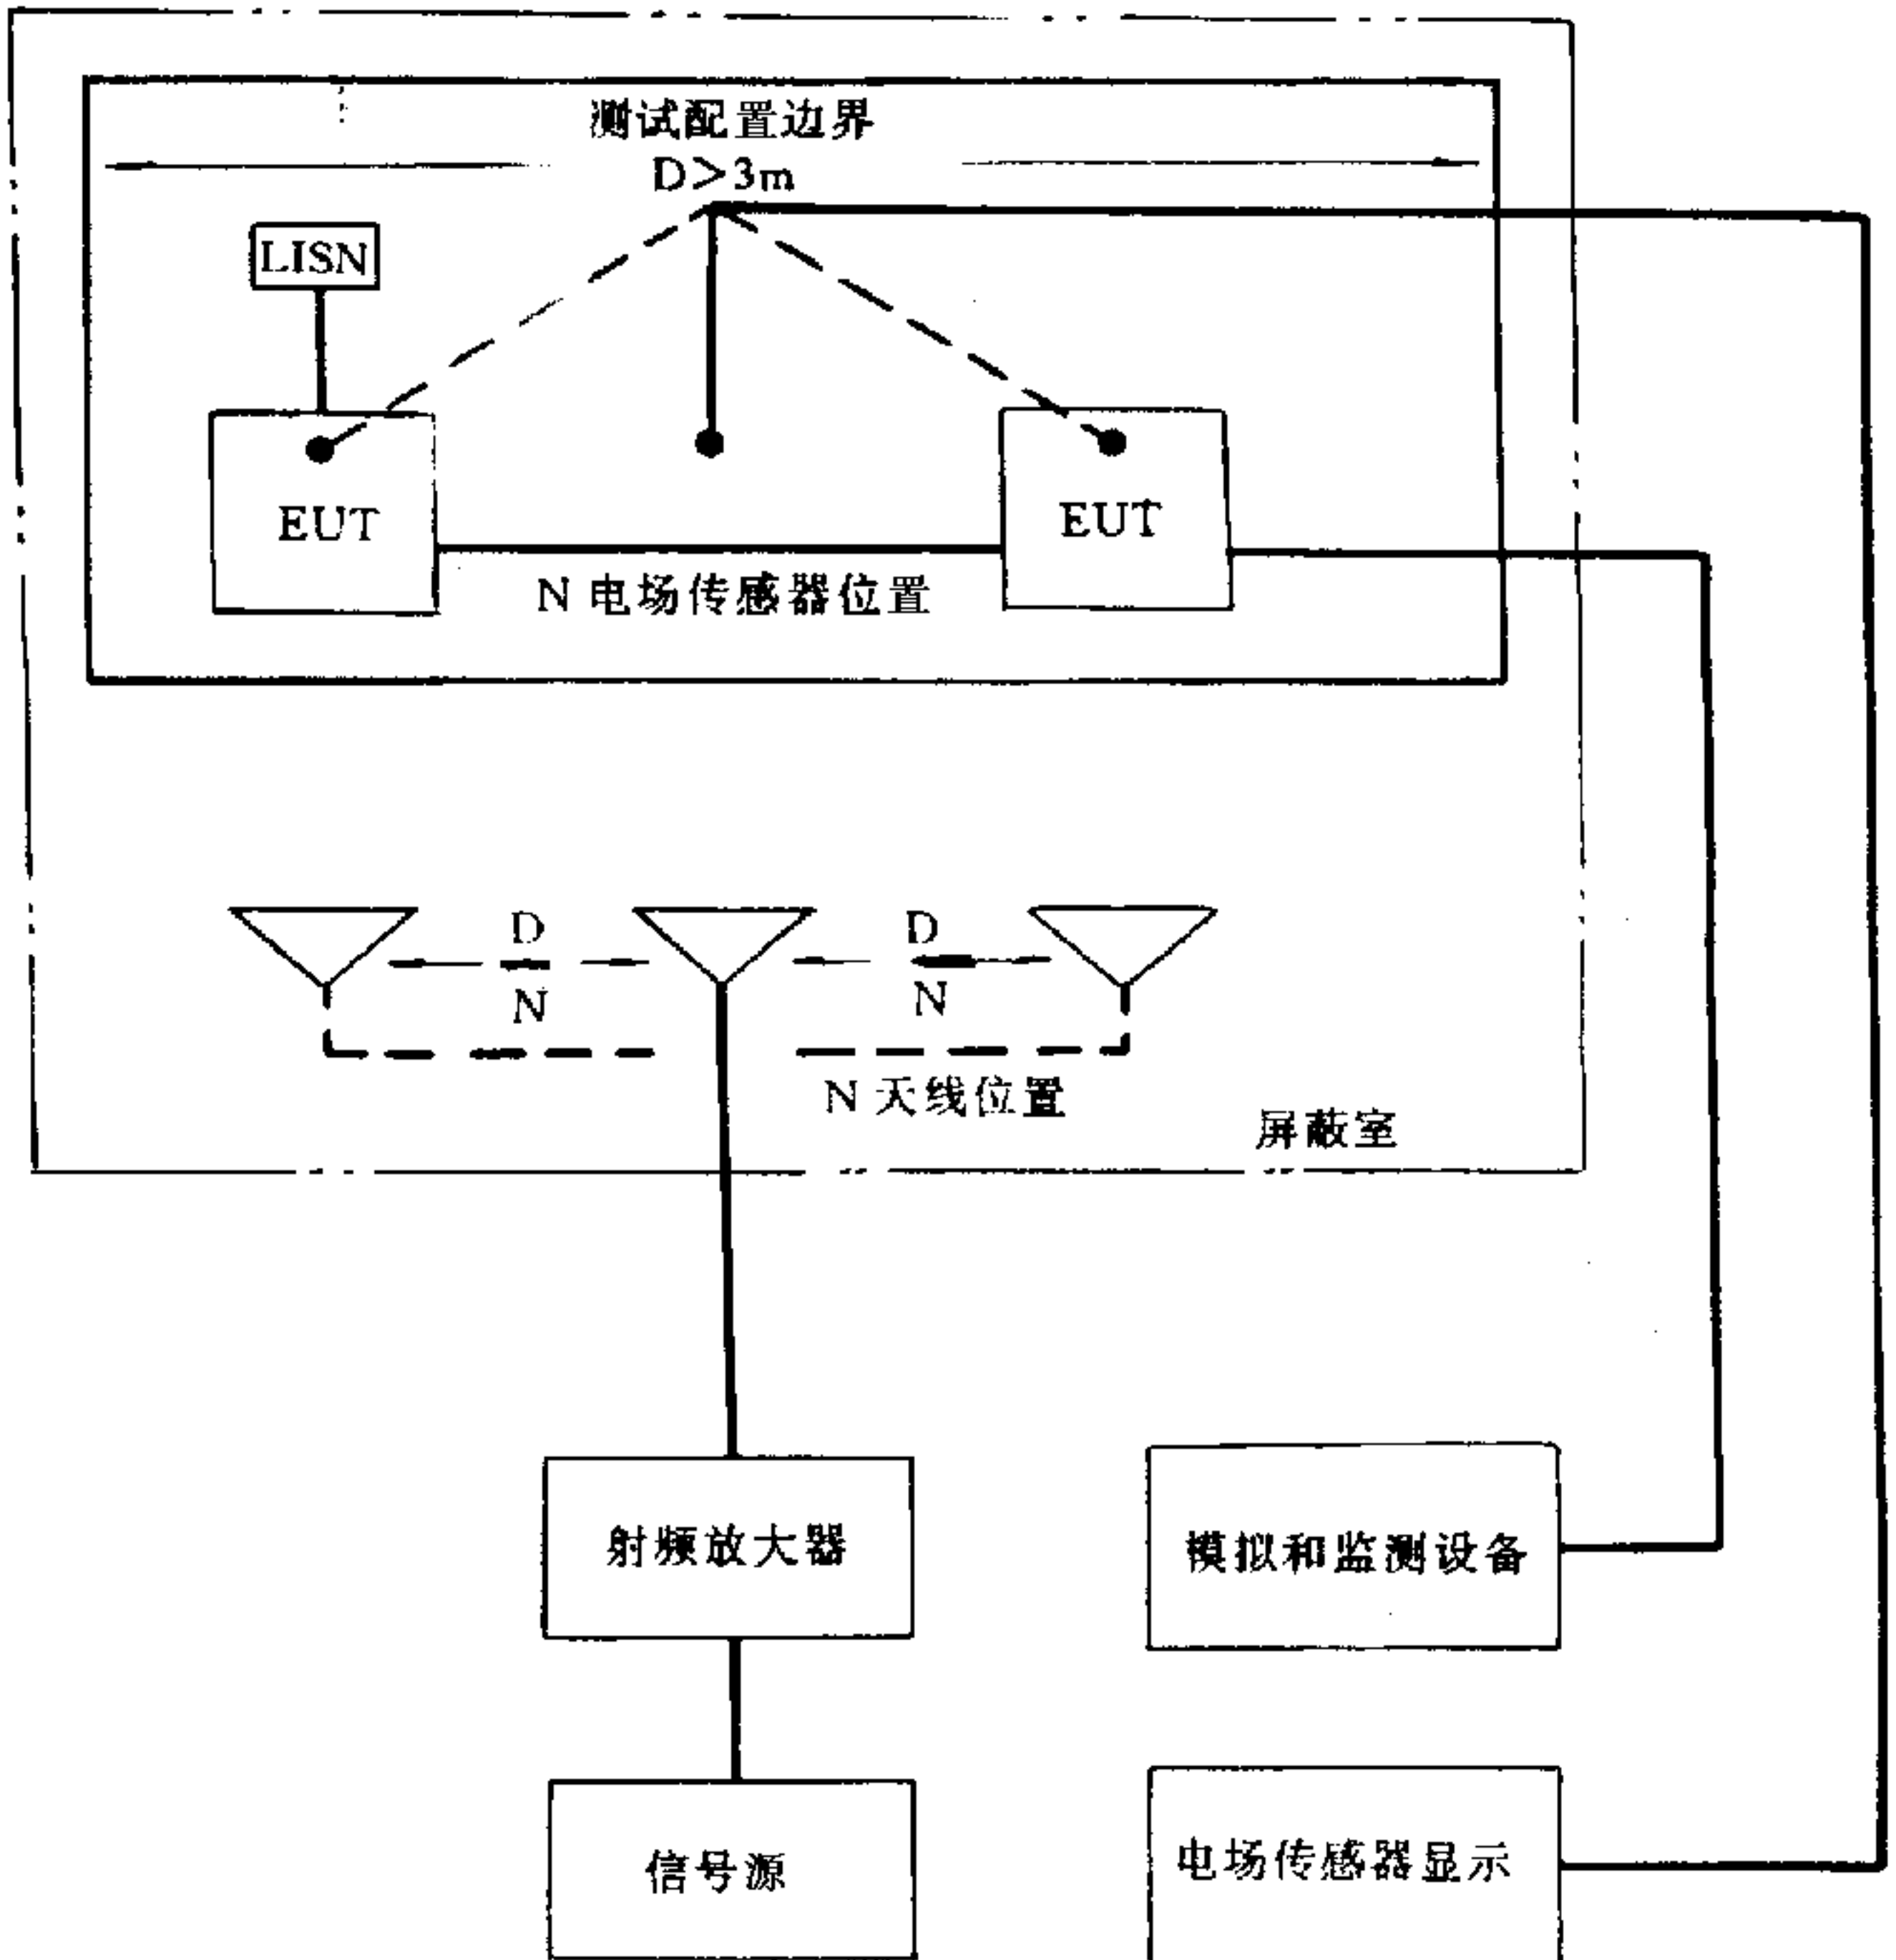 测试配置边界
D>3m
LISN
EUT
EUT
N 电场传感器位置
D
N
D
N
N 天线位置
屏蔽室
射频放大器
模拟和监测设备
信号源
电场传感器显示